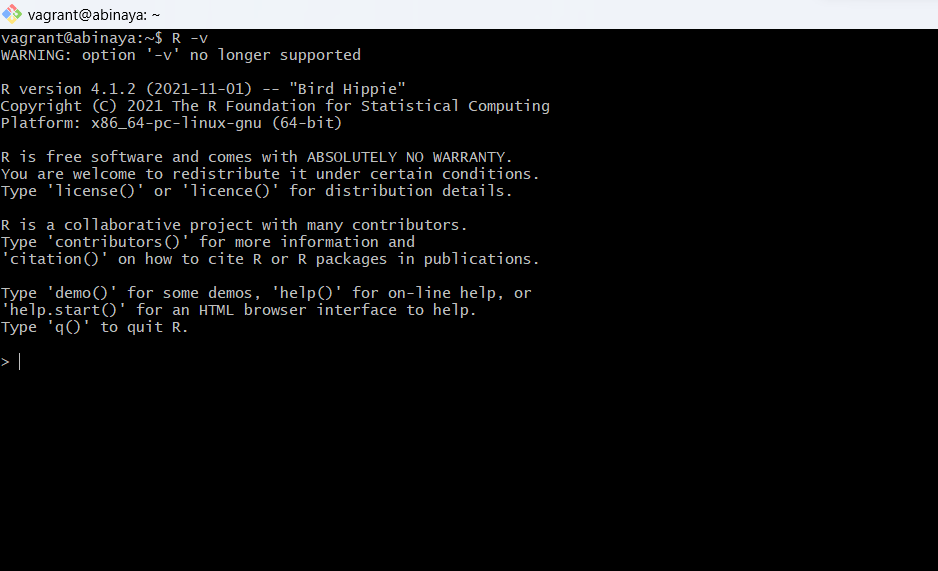 vagrant@abinaya: ~
vagrant@abinaya:~$ R -v
WARNING: option '-v' no longer supported
R version 4.1.2 (2021-11-01) -- "Bird Hippie"
Copyright (C) 2021 The R Foundation for Statistical Computing
Platform: x86_64-pc-linux-gnu (64-bit)
R is free software and comes with ABSOLUTELY NO WARRANTY.
You are welcome to redistribute it under certain conditions.
Type 'license()' or 'licence()' for distribution details.
R is a collaborative project with many contributors.
Type 'contributors()' for more information and
'citation()' on how to cite R or R packages in publications.
Type 'demo()' for some demos, 'help()' for on-line help, or
'help.start()' for an HTML browser interface to help.
Type 'q()' to quit R.
>